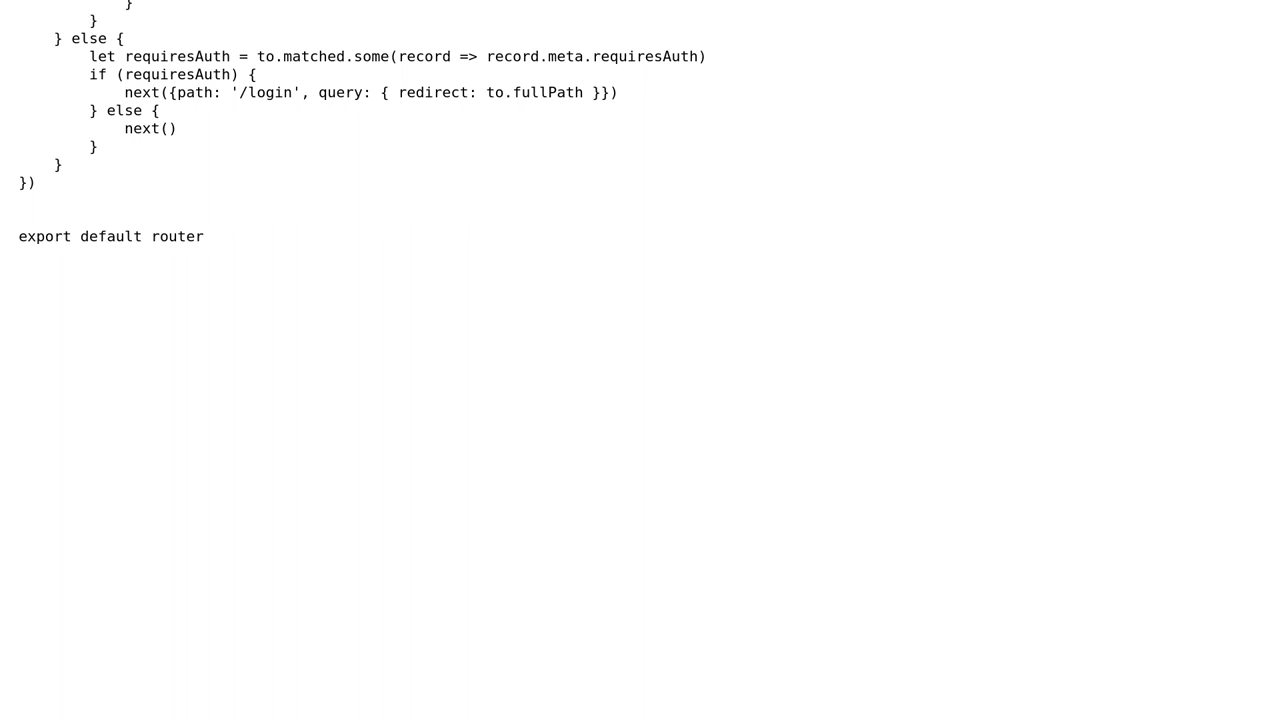 }
        }
    } else {
        let requiresAuth = to.matched.some(record => record.meta.requiresAuth)
        if (requiresAuth) {
            next({path: '/login', query: { redirect: to.fullPath }})
        } else {
            next()
        }
    }
})
export default router